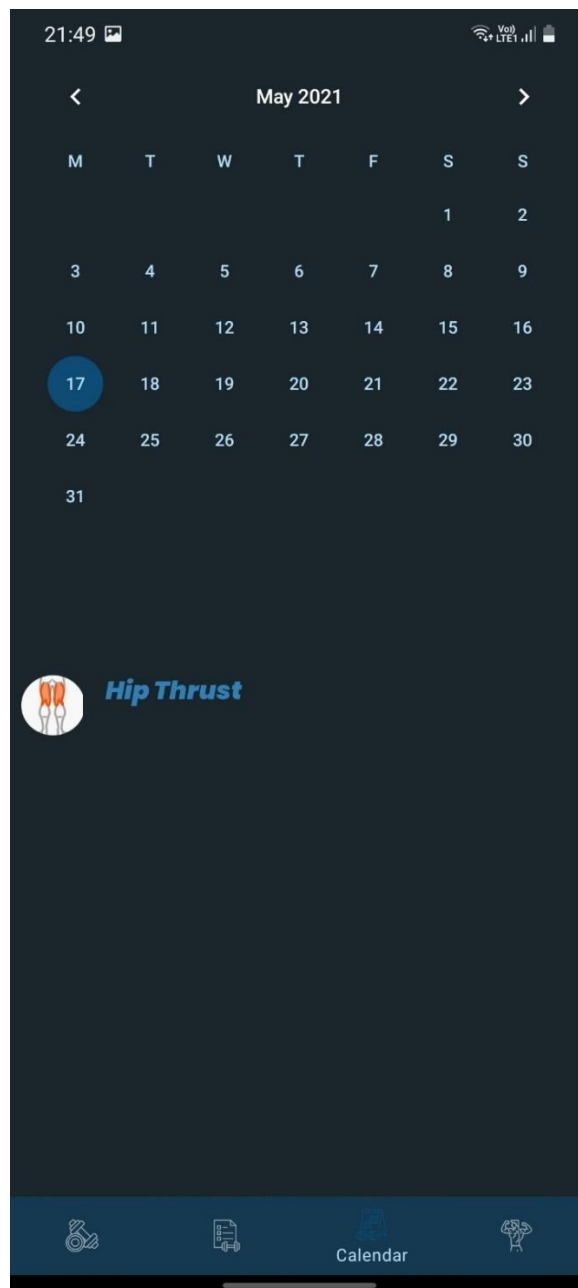 21:49 Vo)) LTE1
May 2021
M T W T F S S
1 2
3 4 5 6 7 8 9
10 11 12 13 14 15 16
17 18 19 20 21 22 23
24 25 26 27 28 29 30
31
Hip Thrust
Calendar